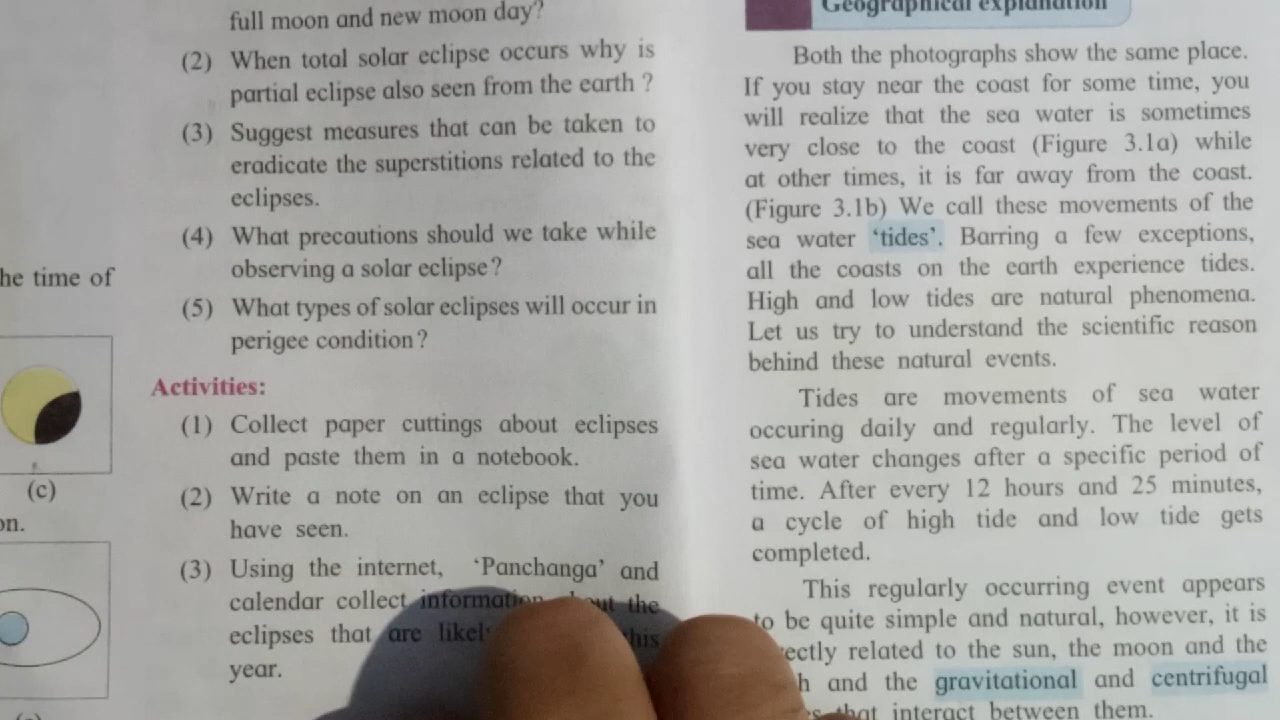 he time of
(c)
on.
full moon and new moon day?
(2) When total solar eclipse occurs why is
partial eclipse also seen from the earth ?
(3) Suggest measures that can be taken to
eradicate the superstitions related to the
eclipses.
(4) What precautions should we take while
observing a solar eclipse?
(5) What types of solar eclipses will occur in
perigee condition?
Activities:
(1) Collect paper cuttings about eclipses
and paste them in a notebook.
(2) Write a note on an eclipse that you
have seen.
(3) Using the internet, ‘Panchanga’ and
calendar collect information about the
eclipses that are likel his
year.
Geographical explanation
Both the photographs show the same place.
If you stay near the coast for some time, you
will realize that the sea water is sometimes
very close to the coast (Figure 3.1a) while
at other times, it is far away from the coast.
(Figure 3.1b) We call these movements of the
sea water ‘tides’. Barring a few exceptions,
all the coasts on the earth experience tides.
High and low tides are natural phenomena.
Let us try to understand the scientific reason
behind these natural events.
Tides are movements of sea water
occuring daily and regularly. The level of
sea water changes after a specific period of
time. After every 12 hours and 25 minutes,
a cycle of high tide and low tide gets
completed.
This regularly occurring event appears
to be quite simple and natural, however, it is
ectly related to the sun, the moon and the
h and the gravitational and centrifugal
s that interact between them.